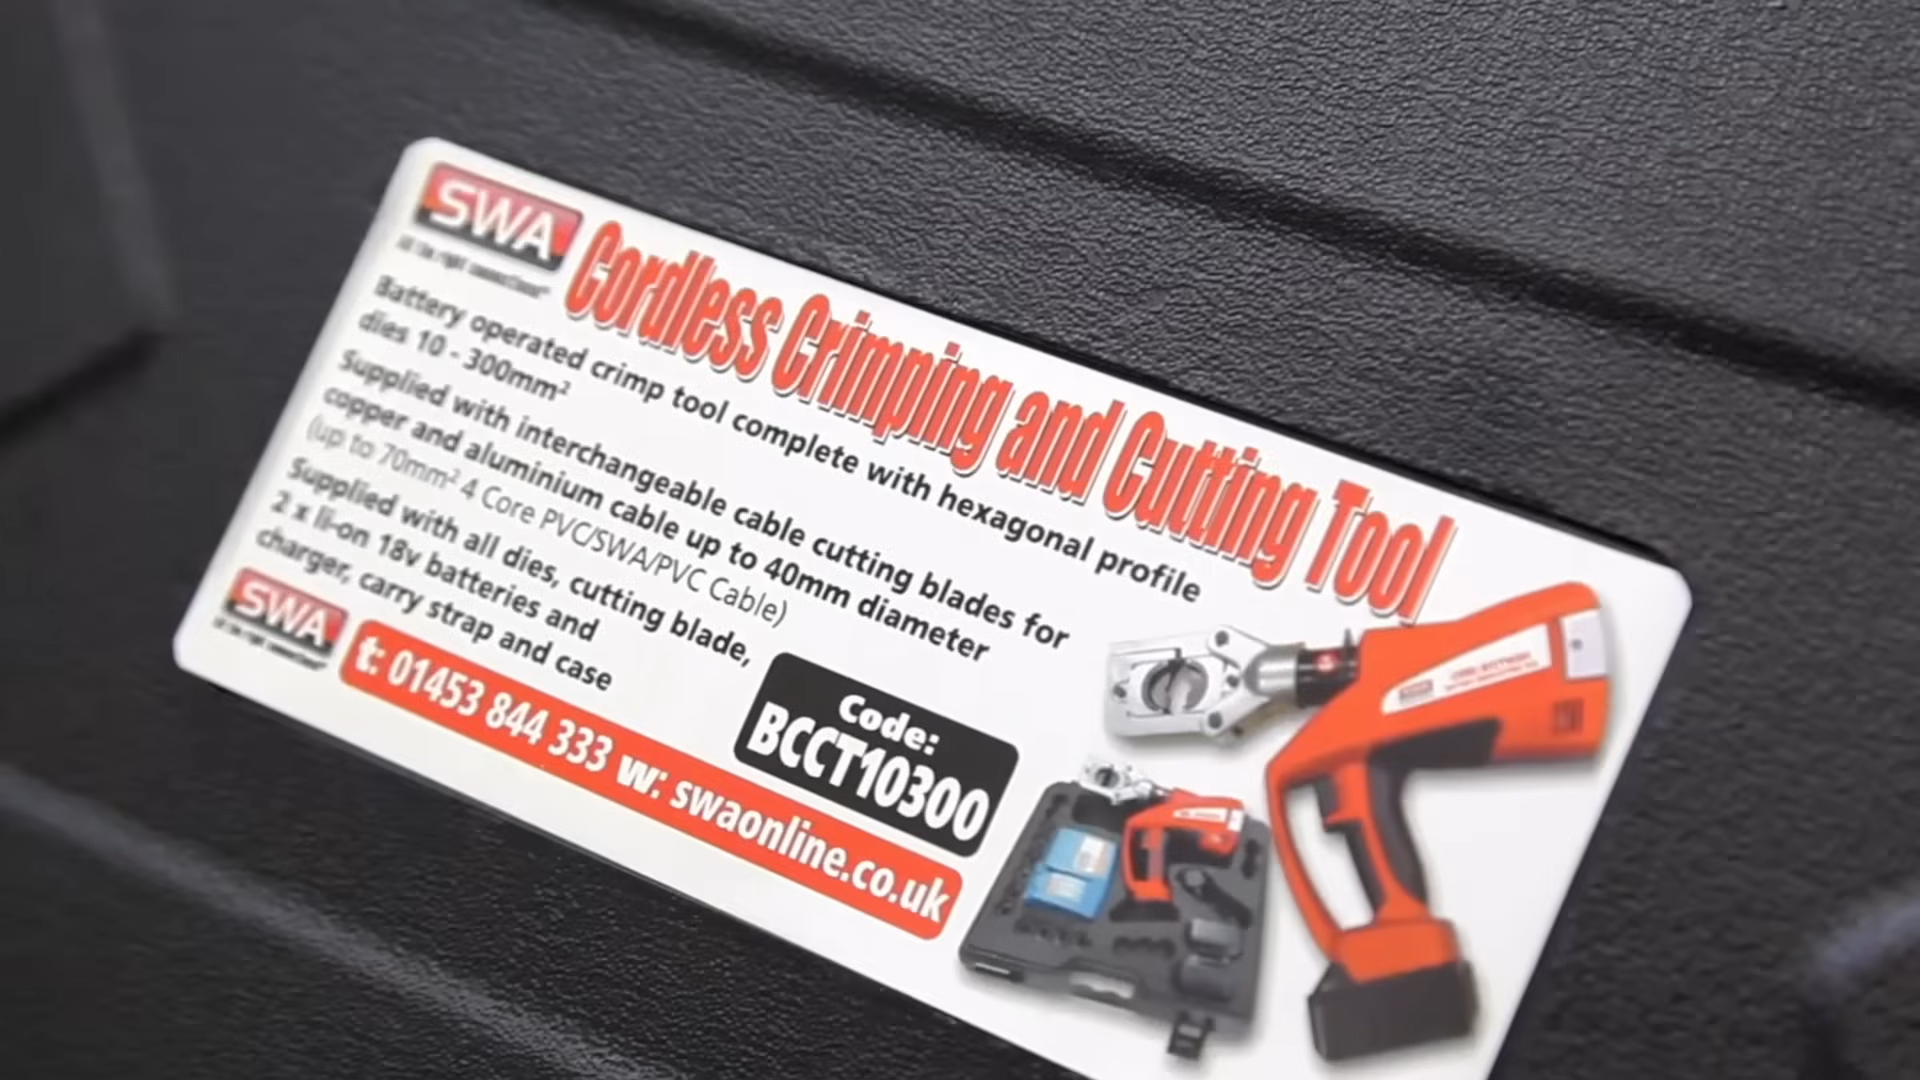 SWA
Cordless Crimping and Cutting Tool
Battery operated crimp tool complete with hexagonal profile
dies 10 - 300mm²
Supplied with interchangeable cable cutting blades for
copper and aluminium cable up to 40mm diameter
(up to 70mm² 4 Core PVC/SWA/PVC Cable)
Supplied with all dies, cutting blade,
2 x li-on 18v batteries and
charger, carry strap and case
Code:
BCCT10300
SWA
t: 01453 844 333 w: swaonline.co.uk